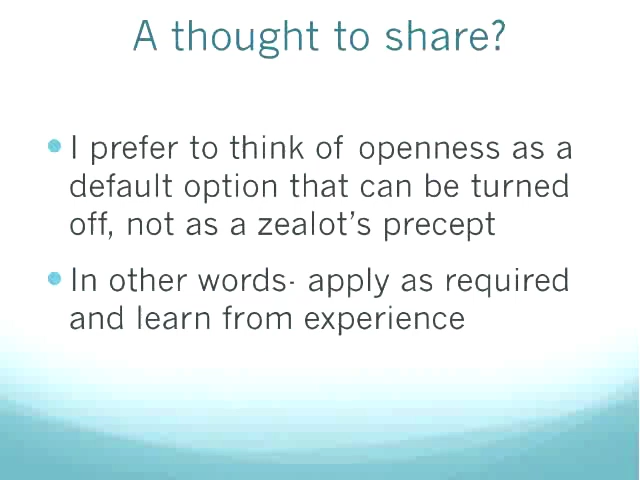 A thought to share?
I prefer to think of openness as a
default option that can be turned
off, not as a zealot’s precept
In other words- apply as required
and learn from experience